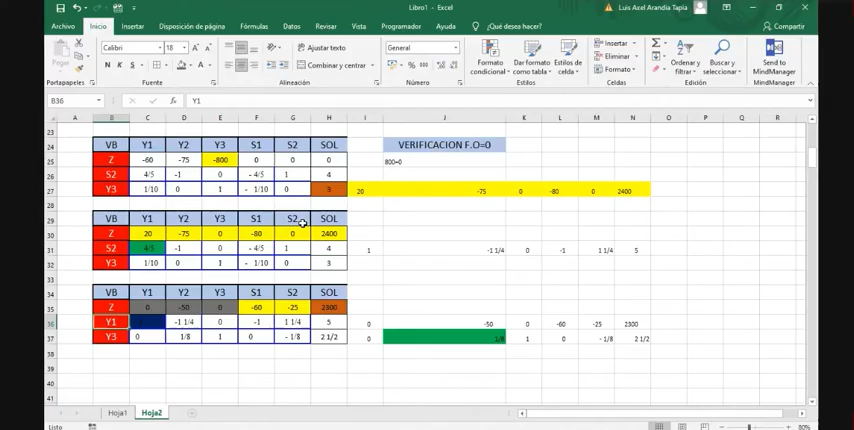 Libro1 - Excel
Luis Axel Arandia Tapia
Archivo Inicio Insertar Disposición de página Fórmulas Datos Revisar Vista Programador Ayuda ¿Qué desea hacer? Compartir
Calibri 18 Ajustar texto General Insertar
N K S Combinar y centrar Eliminar
Pegar Formato condicional Dar formato como tabla Estilos de celda Formato Ordenar y filtrar Buscar y seleccionar Send to MindManager
Portapapeles Fuente Alineación Número Estilos Celdas Edición MindManager
B36 Y1
A B C D E F G H I J K L M N O P Q R
23
24 VB Y1 Y2 Y3 S1 S2 SOL VERIFICACION F.O=0
25 Z -60 -75 -800 0 0 0 800=0
26 S2 4/5 -1 0 - 4/5 1 4
27 Y3 1/10 0 1 - 1/10 0 3 20 -75 0 -80 0 2400
28
29 VB Y1 Y2 Y3 S1 S2 SOL
30 Z 20 -75 0 -80 0 2400
31 S2 4/5 -1 0 - 4/5 1 4 1 -1 1/4 0 -1 1 1/4 5
32 Y3 1/10 0 1 - 1/10 0 3
33
34 VB Y1 Y2 Y3 S1 S2 SOL
35 Z 0 -50 0 -60 -25 2300
36 Y1 -1 1/4 0 -1 1 1/4 5 0 -50 0 -60 -25 2300
37 Y3 0 1/8 1 0 - 1/8 2 1/2 0 1/8 1 0 - 1/8 2 1/2
38
39
40
41
Hoja1 Hoja2
Listo 80%